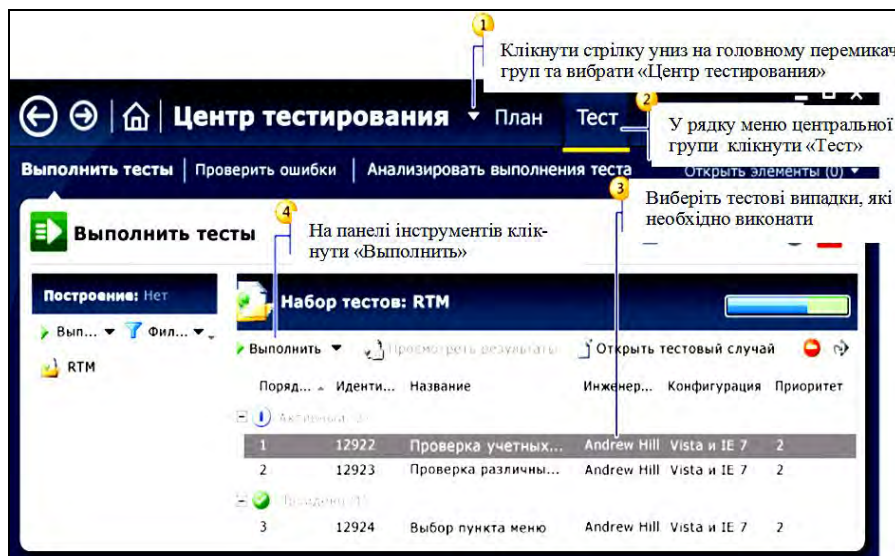 1
Клікнути стрілку униз на головному перемикач
груп та вибрати «Центр тестирования»
Центр тестирования ▾ План Тест
2
У рядку меню центральної
групи клікнути «Тест»
Выполнить тесты | Проверить ошибки | Анализировать выполнения теста Открыть элементы (0) ▾
3
Виберіть тестові випадки, які
необхідно виконати
4
На панелі інструментів клік-
нути «Выполнить»
Выполнить тесты
Построение: Нет
Вып... ▾ Фил... ▾
RTM
Набор тестов: RTM
Выполнить ▾ Просмотреть результаты Открыть тестовый случай
Поряд... Иденти... Название Инженер... Конфигурация Приоритет
1 12922 Проверка учетных... Andrew Hill Vista и IE 7 2
2 12923 Проверка различны... Andrew Hill Vista и IE 7 2
3 12924 Выбор пункта меню Andrew Hill Vista и IE 7 2